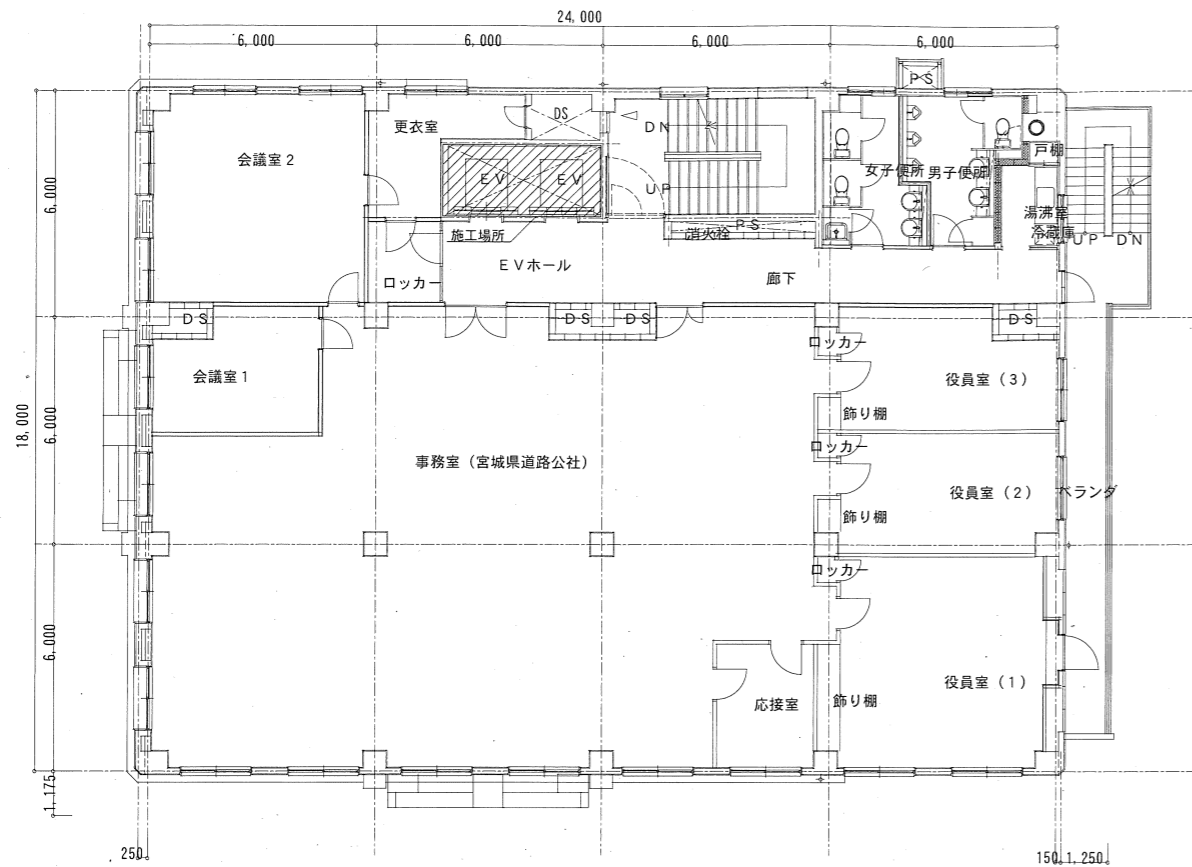 24,000
6,000
6,000
6,000
6,000
PS
DS
DN
更衣室
会議室2
戸棚
女子便所
男子便所
EV
EV
UP
湯沸室
6,000
PS
消火栓
冷蔵庫
施工場所
UP
DN
EVホール
廊下
ロッカー
DS
DS
DS
DS
ロッカー
会議室1
役員室(3)
18,000
6,000
飾り棚
ロッカー
事務室(宮城県道路公社)
役員室(2)
ベランダ
飾り棚
ロッカー
6,000
役員室(1)
応接室
飾り棚
1,175
250
150
1,250